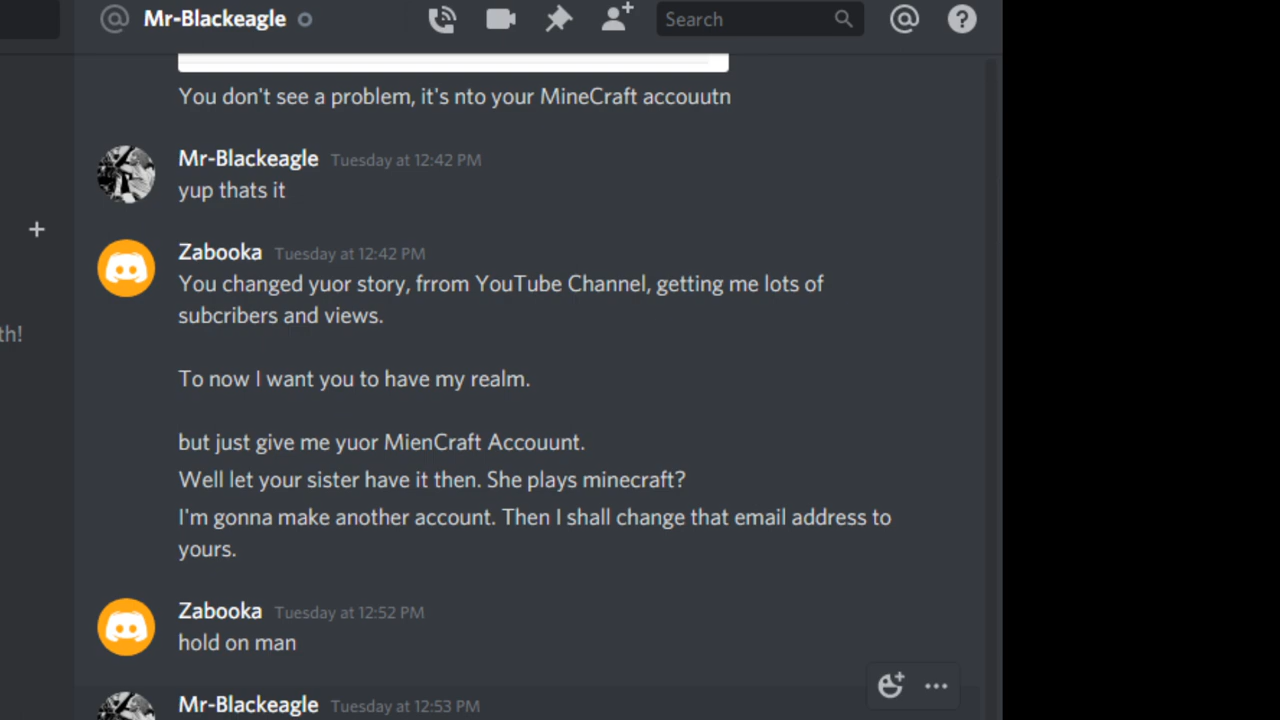 @ Mr-Blackeagle
Search
You don't see a problem, it's nto your MineCraft accouutn
Mr-Blackeagle Tuesday at 12:42 PM
yup thats it
Zabooka Tuesday at 12:42 PM
You changed yuor story, frrom YouTube Channel, getting me lots of
subcribers and views.
To now I want you to have my realm.
th!
but just give me yuor MienCraft Accouunt.
Well let your sister have it then. She plays minecraft?
I'm gonna make another account. Then I shall change that email address to
yours.
Zabooka Tuesday at 12:52 PM
hold on man
Mr-Blackeagle Tuesday at 12:53 PM